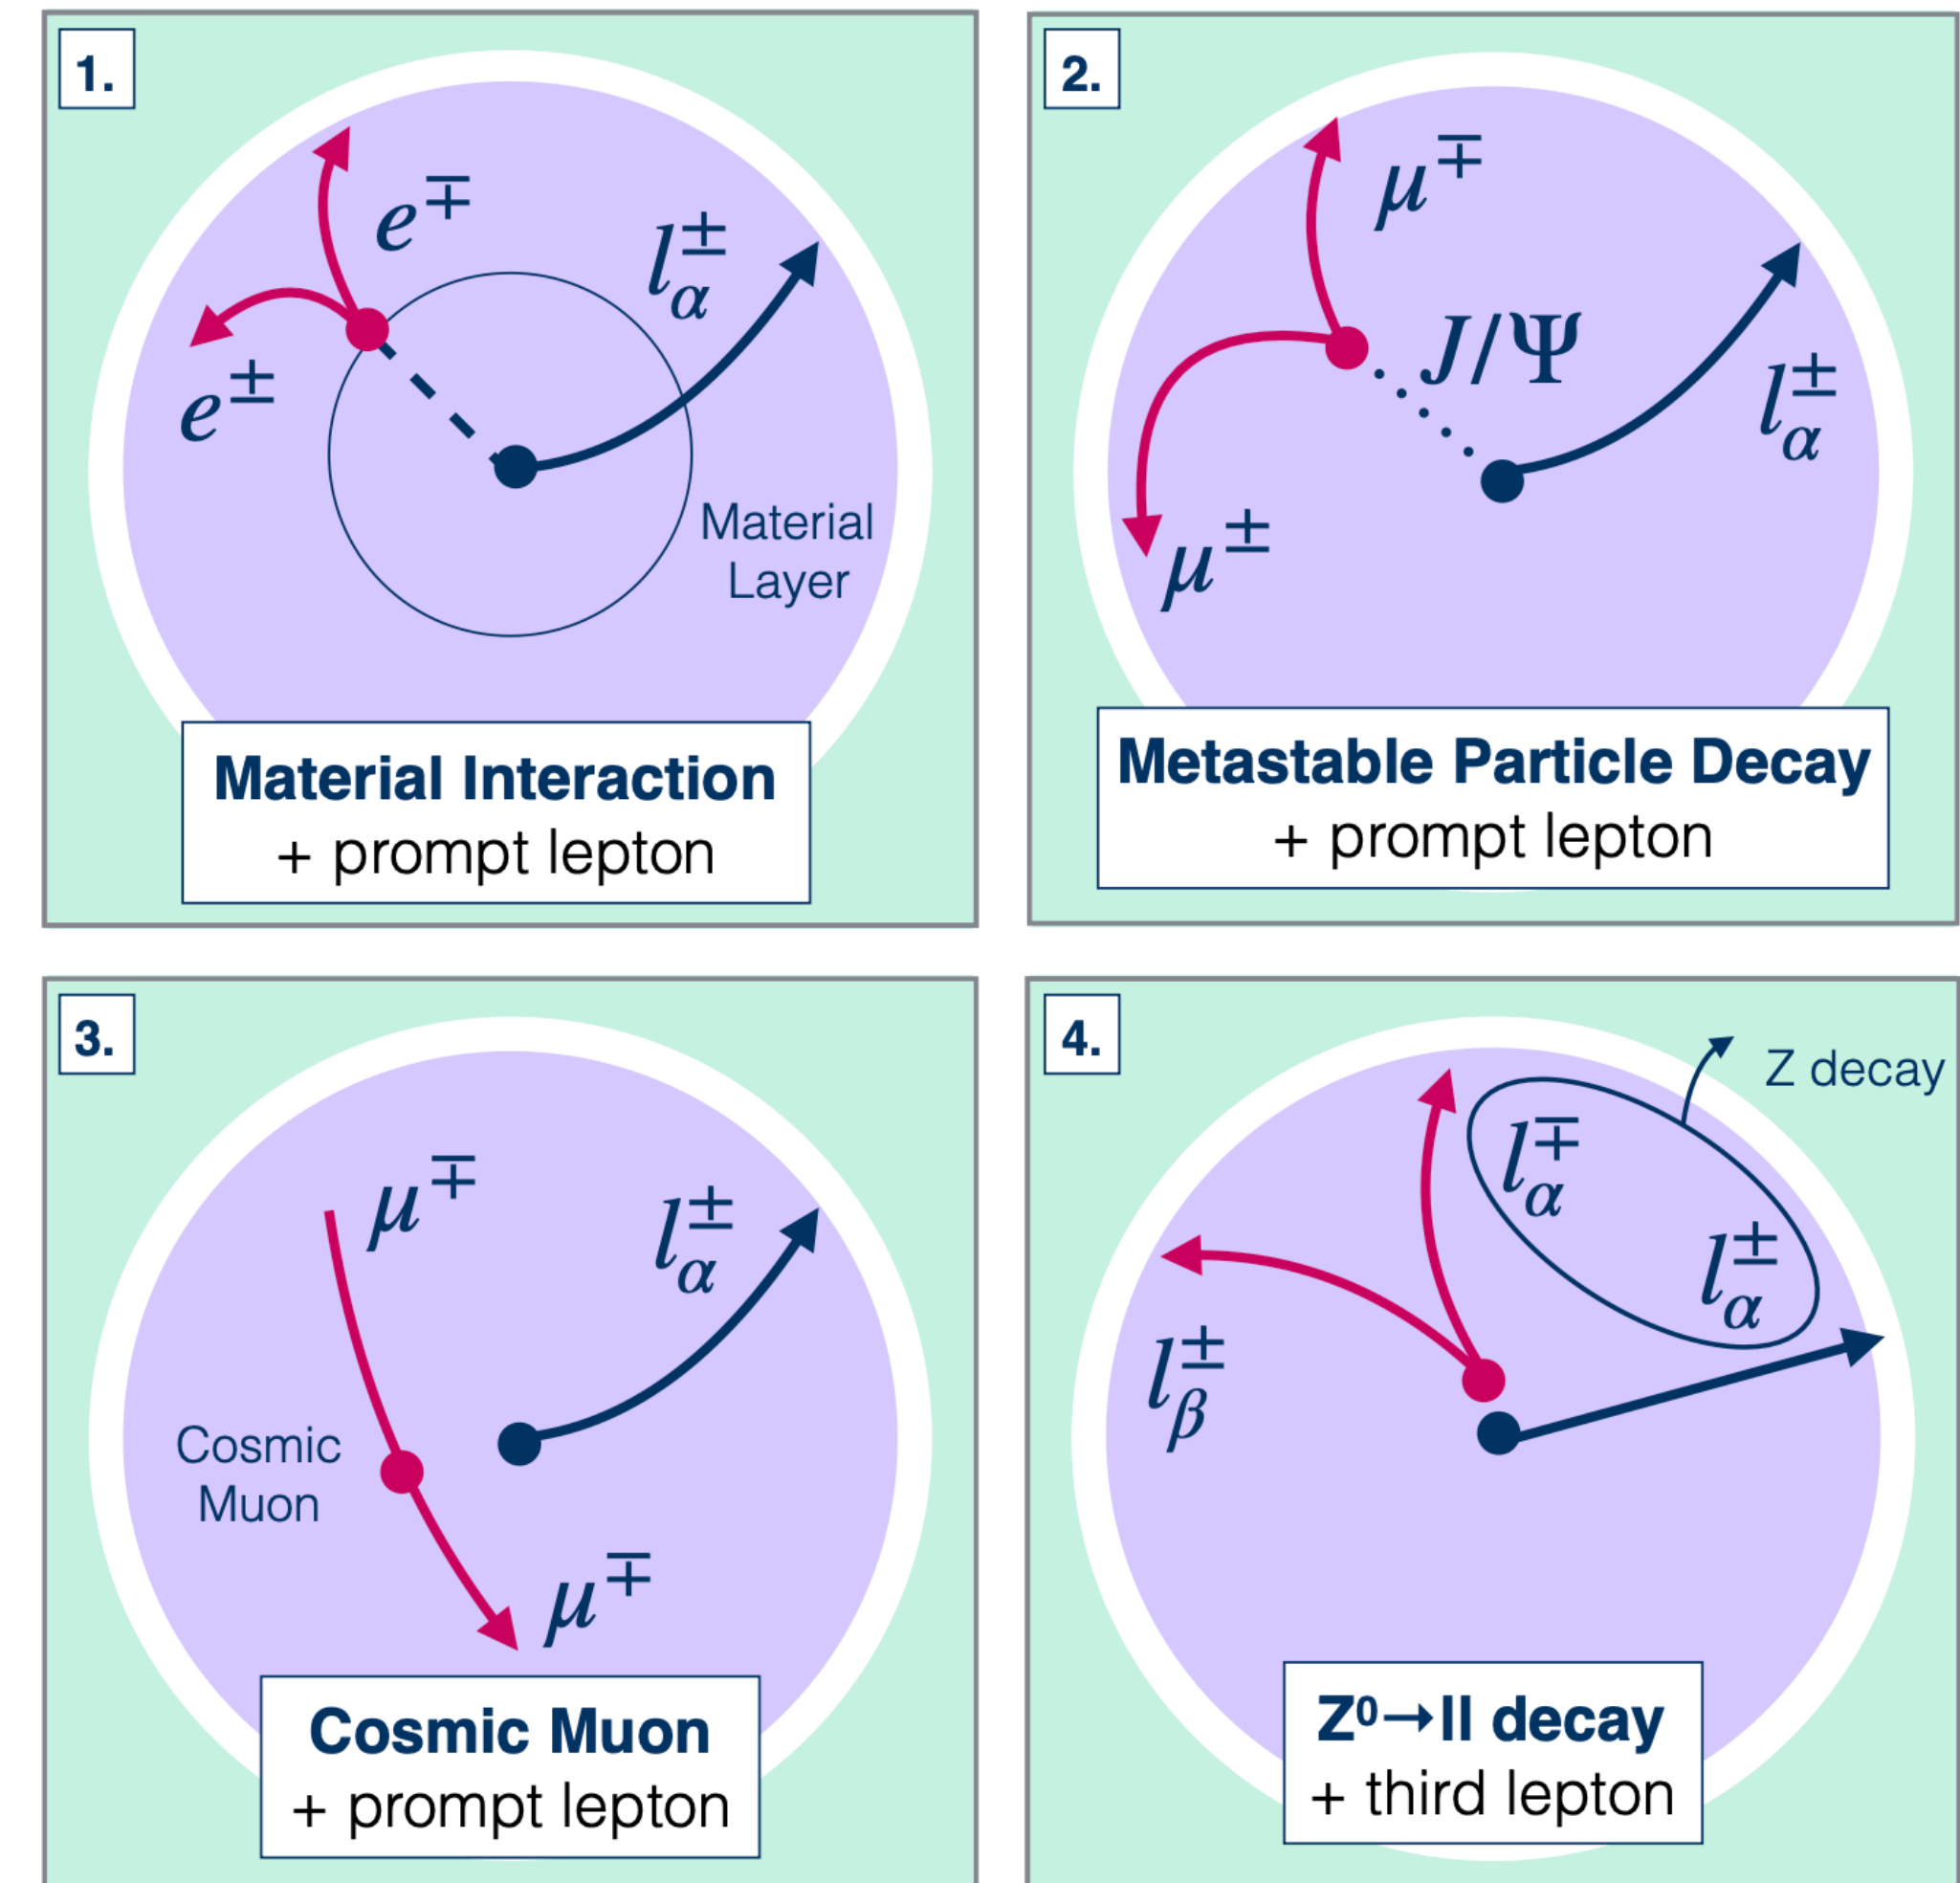 1.
e∓
l±α
e±
Material
Layer
Material Interaction
+ prompt lepton
2.
μ∓
J/Ψ
l±α
μ±
Metastable Particle Decay
+ prompt lepton
3.
μ∓
l±α
Cosmic
Muon
μ∓
Cosmic Muon
+ prompt lepton
4.
Z decay
l∓α
l±α
l±β
Z⁰→ll decay
+ third lepton